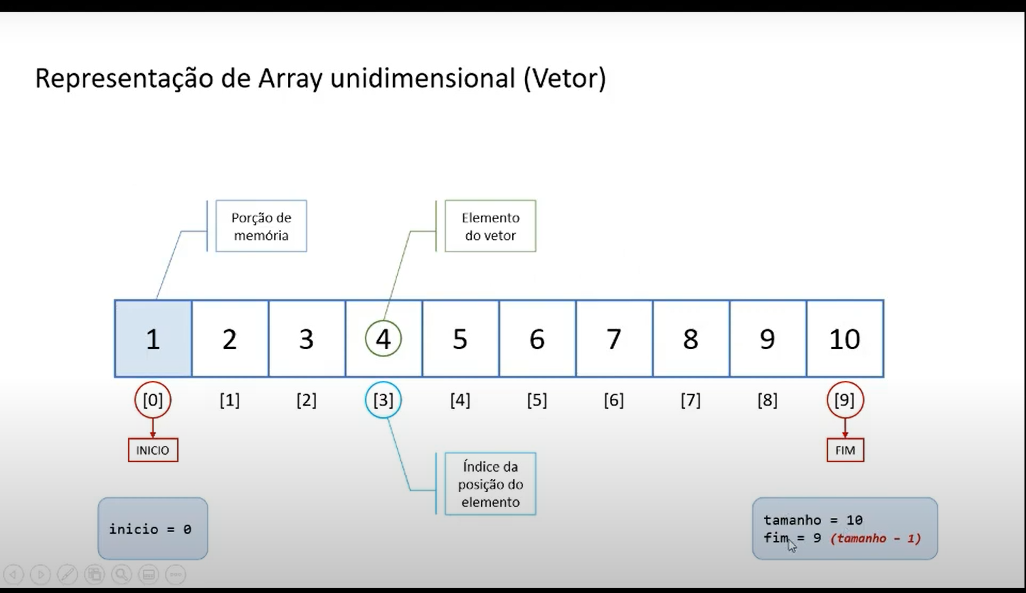 Representação de Array unidimensional (Vetor)
Porção de
memória
Elemento
do vetor
1 2 3 4 5 6 7 8 9 10
[0] [1] [2] [3] [4] [5] [6] [7] [8] [9]
INICIO
FIM
Índice da
posição do
elemento
inicio = 0
tamanho = 10
fim = 9 (tamanho - 1)